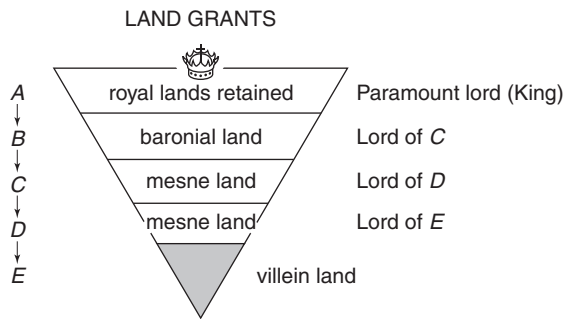 LAND GRANTS
A royal lands retained Paramount lord (King)
B baronial land Lord of C
C mesne land Lord of D
D mesne land Lord of E
E villein land